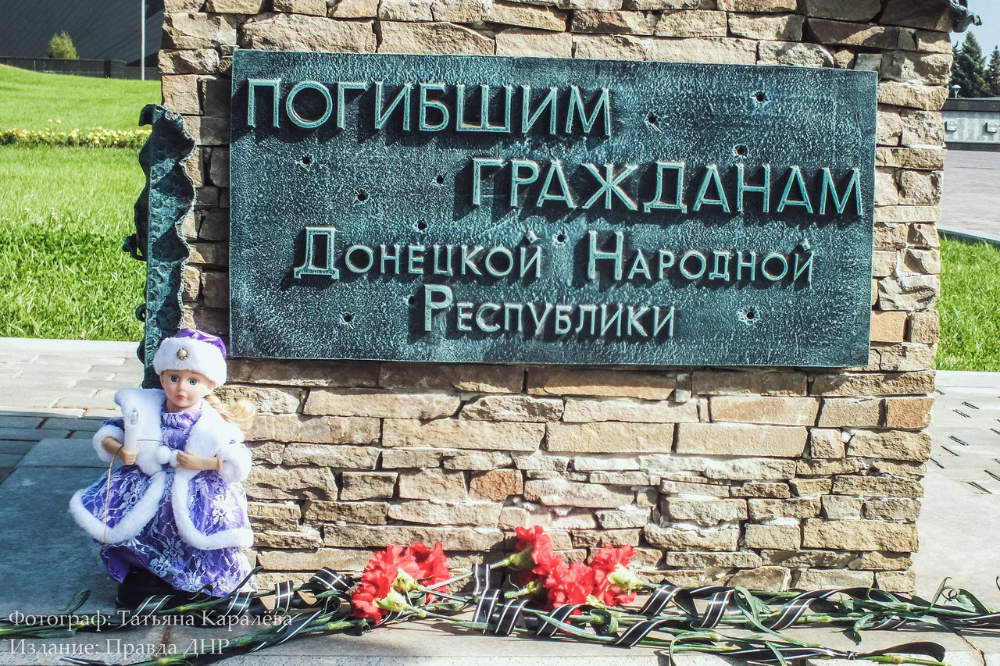 ПОГИБШИМ
ГРАЖДАНАМ
ДОНЕЦКОЙ НАРОДНОЙ
РЕСПУБЛИКИ
Фотограф: Татьяна Каралёва
Издание: Правда ДНР